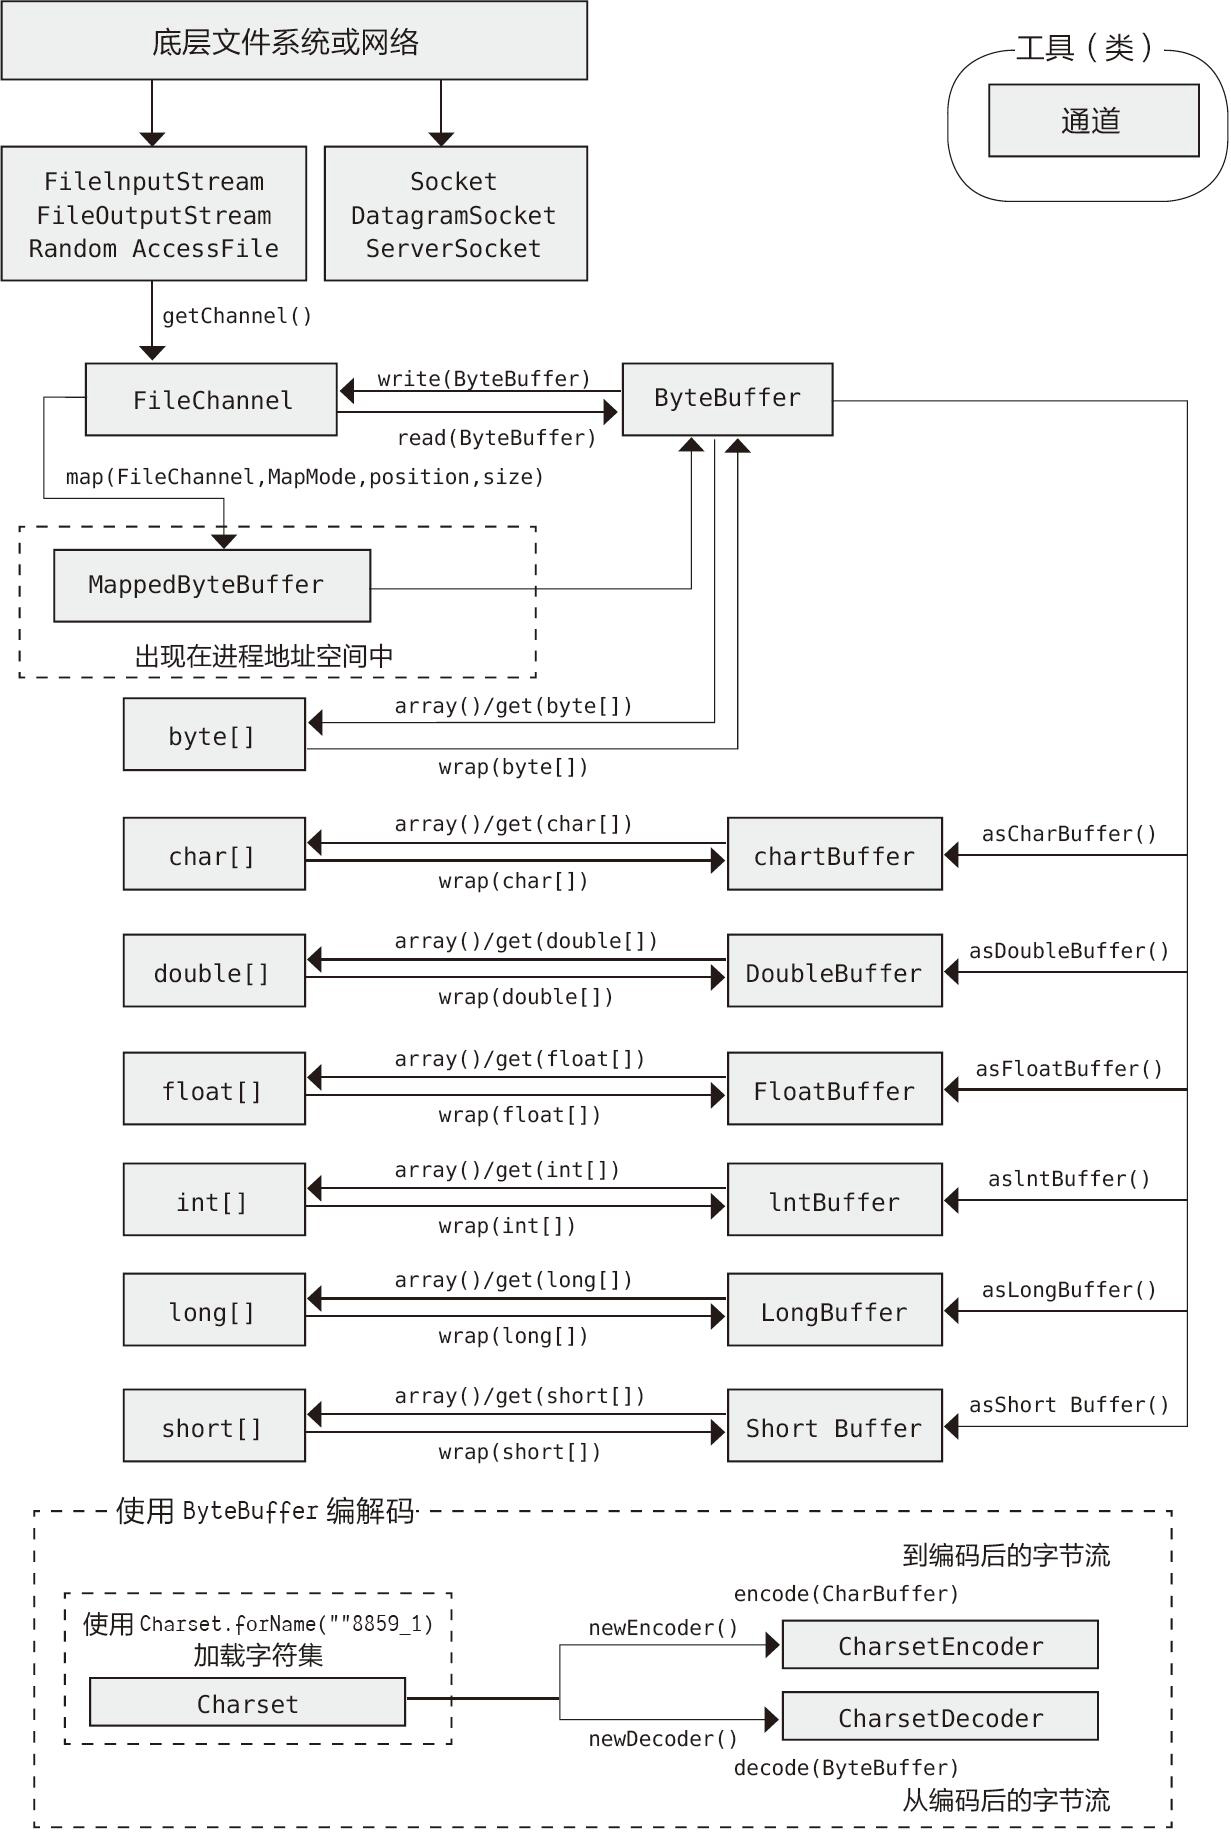 底层文件系统或网络
工具（类）
通道
FilelnputStream
FileOutputStream
Random AccessFile
Socket
DatagramSocket
ServerSocket
getChannel()
FileChannel
write(ByteBuffer)
read(ByteBuffer)
ByteBuffer
map(FileChannel,MapMode,position,size)
MappedByteBuffer
出现在进程地址空间中
byte[]
array()/get(byte[])
wrap(byte[])
char[]
array()/get(char[])
wrap(char[])
chartBuffer
asCharBuffer()
double[]
array()/get(double[])
wrap(double[])
DoubleBuffer
asDoubleBuffer()
float[]
array()/get(float[])
wrap(float[])
FloatBuffer
asFloatBuffer()
int[]
array()/get(int[])
wrap(int[])
lntBuffer
aslntBuffer()
long[]
array()/get(long[])
wrap(long[])
LongBuffer
asLongBuffer()
short[]
array()/get(short[])
wrap(short[])
Short Buffer
asShort Buffer()
使用 ByteBuffer 编解码
到编码后的字节流
encode(CharBuffer)
使用 Charset.forName(""8859_1)
加载字符集
Charset
newEncoder()
CharsetEncoder
CharsetDecoder
newDecoder()
decode(ByteBuffer)
从编码后的字节流